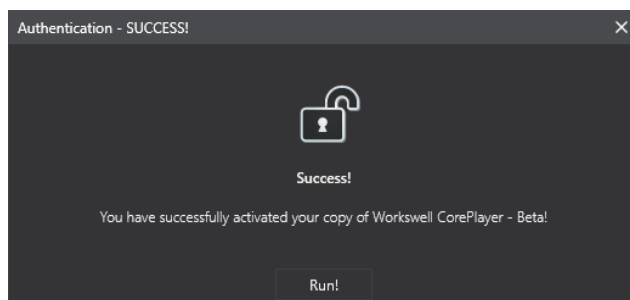 Authentication - SUCCESS!
Success!
You have successfully activated your copy of Workswell CorePlayer - Beta!
Run!